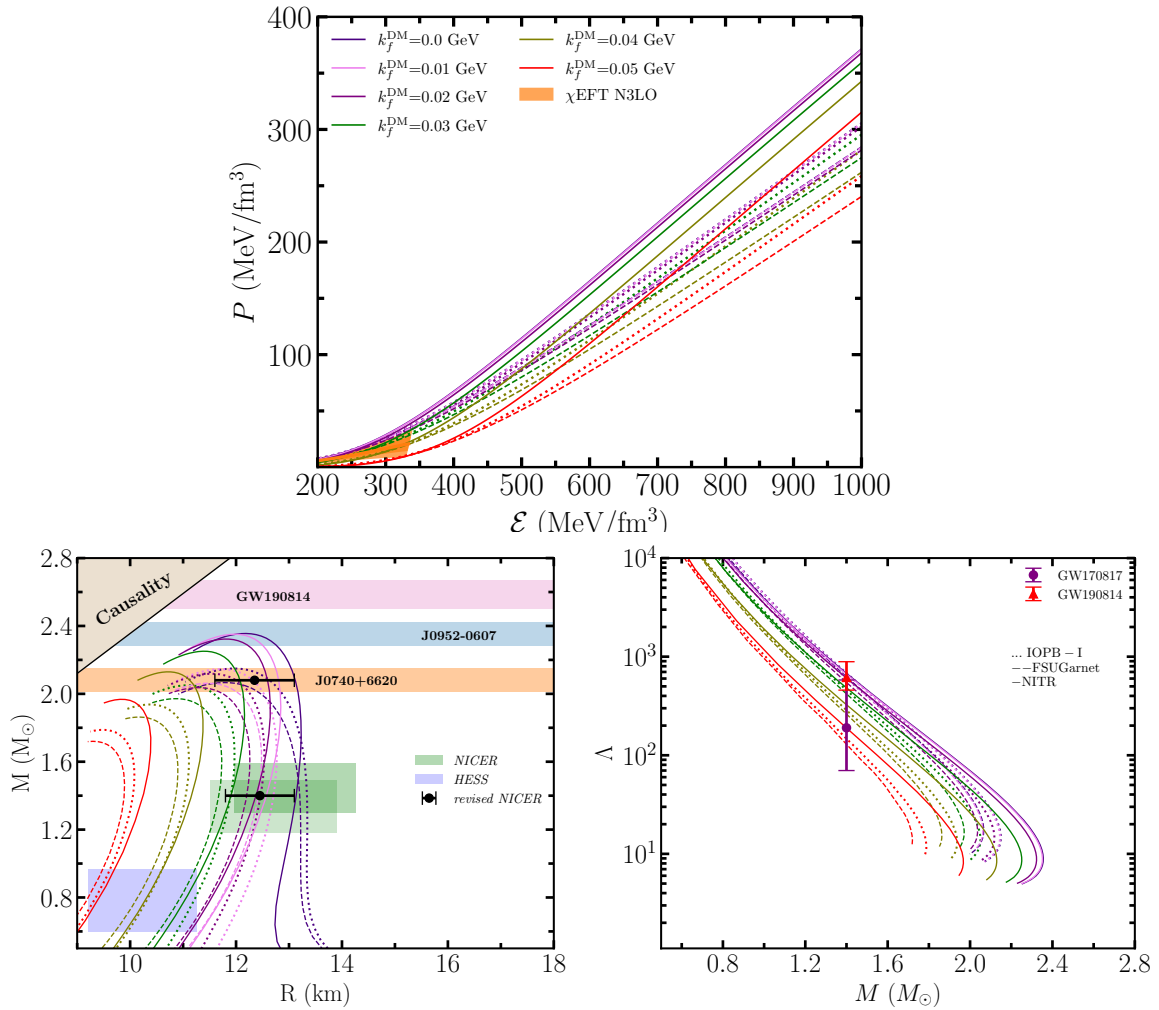 400
300
200
100
P (MeV/fm³)
k_f^DM=0.0 GeV
k_f^DM=0.01 GeV
k_f^DM=0.02 GeV
k_f^DM=0.03 GeV
k_f^DM=0.04 GeV
k_f^DM=0.05 GeV
χEFT N3LO
200 300 400 500 600 700 800 900 1000
ℰ (MeV/fm³)
2.8
2.4
2.0
1.6
1.2
0.8
M (M⊙)
Causality
GW190814
J0952-0607
J0740+6620
NICER
HESS
revised NICER
10 12 14 16 18
R (km)
10⁴
10³
10²
10¹
Λ
GW170817
GW190814
... IOPB − I
−−FSUGarnet
−NITR
0.8 1.2 1.6 2.0 2.4 2.8
M (M⊙)